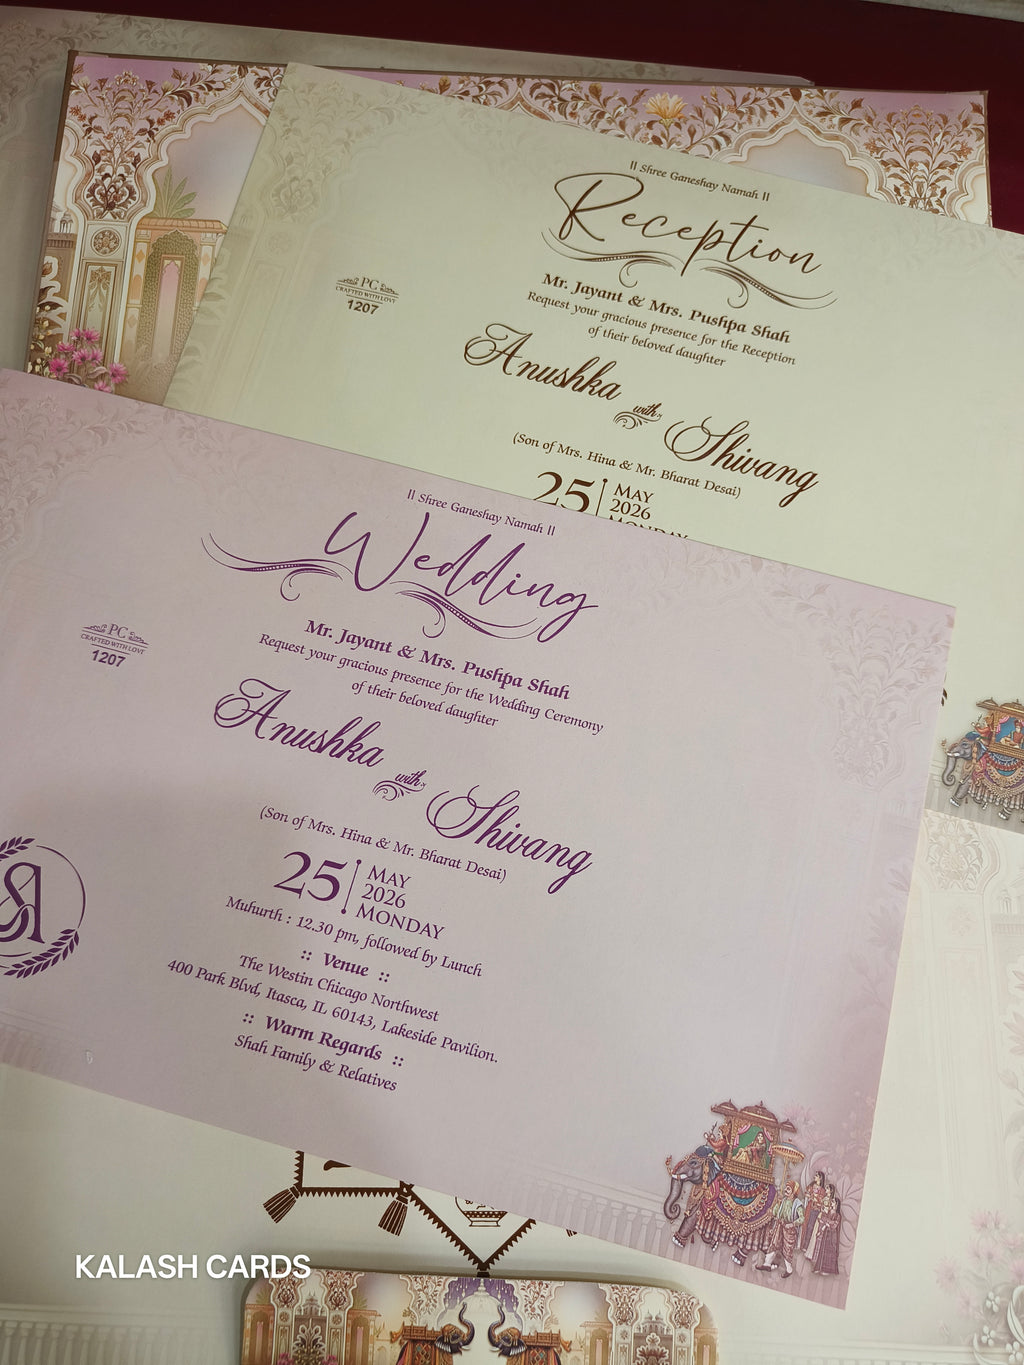 || Shree Ganeshay Namah ||
Reception
PC
CRAFTED WITH LOVE
1207
Mr. Jayant & Mrs. Pushpa Shah
Request your gracious presence for the Reception
of their beloved daughter
Anushka with Shivang
(Son of Mrs. Hina & Mr. Bharat Desai)
25 MAY
2026
MONDAY
|| Shree Ganeshay Namah ||
Wedding
PC
CRAFTED WITH LOVE
1207
Mr. Jayant & Mrs. Pushpa Shah
Request your gracious presence for the Wedding Ceremony
of their beloved daughter
Anushka with Shivang
(Son of Mrs. Hina & Mr. Bharat Desai)
25 MAY
2026
MONDAY
Muhurth : 12.30 pm, followed by Lunch
:: Venue ::
The Westin Chicago Northwest
400 Park Blvd, Itasca, IL 60143, Lakeside Pavilion.
:: Warm Regards ::
Shah Family & Relatives
KALASH CARDS